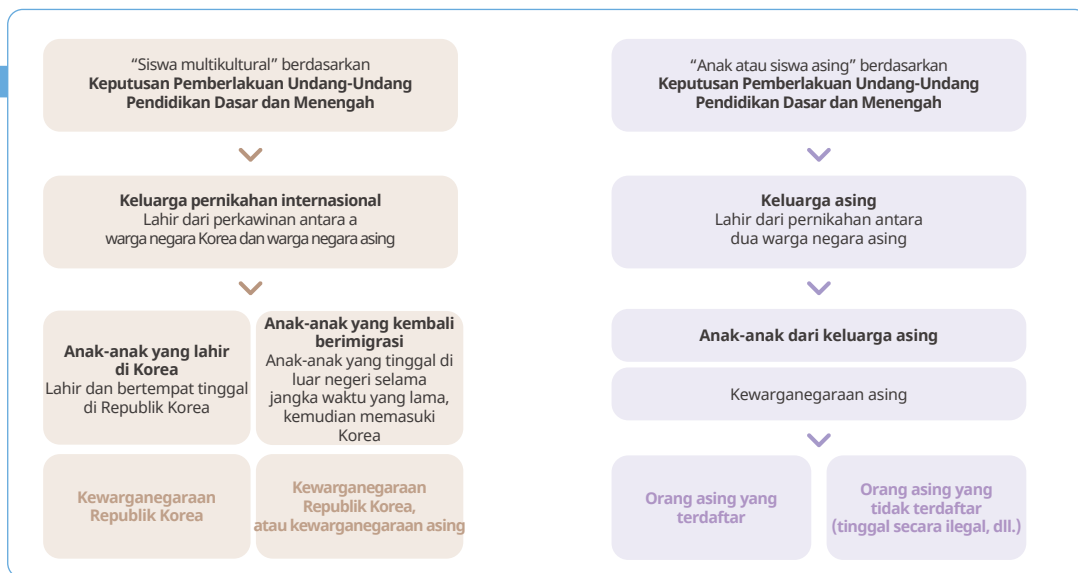 “Siswa multikultural” berdasarkan
Keputusan Pemberlakuan Undang-Undang
Pendidikan Dasar dan Menengah
Keluarga pernikahan internasional
Lahir dari perkawinan antara a
warga negara Korea dan warga negara asing
Anak-anak yang lahir
di Korea
Lahir dan bertempat tinggal
di Republik Korea
Anak-anak yang kembali
berimigrasi
Anak-anak yang tinggal di
luar negeri selama
jangka waktu yang lama,
kemudian memasuki
Korea
Kewarganegaraan
Republik Korea
Kewarganegaraan
Republik Korea,
atau kewarganegaraan asing
“Anak atau siswa asing” berdasarkan
Keputusan Pemberlakuan Undang-Undang
Pendidikan Dasar dan Menengah
Keluarga asing
Lahir dari pernikahan antara
dua warga negara asing
Anak-anak dari keluarga asing
Kewarganegaraan asing
Orang asing yang
terdaftar
Orang asing yang
tidak terdaftar
(tinggal secara ilegal, dll.)